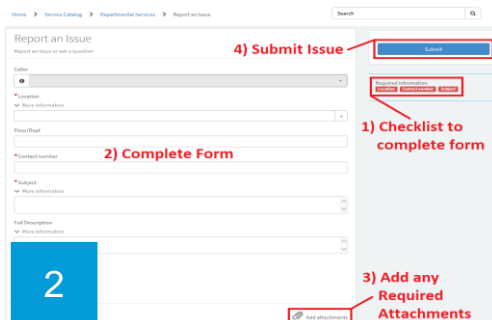 Home > Service Catalog > Departmental Services > Report an Issue
Search
Report an Issue
Report an Issue or ask a question
4) Submit Issue
Submit
Caller
Required information
Location Contact number Subject
*Location
More information
1) Checklist to
complete form
Floor/Dept
2) Complete Form
*Contact number
*Subject
More information
Full Description
More information
2
3) Add any
Required
Attachments
Add attachments